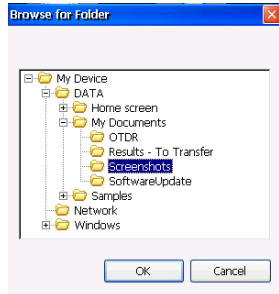 Browse for Folder
My Device
DATA
Home screen
My Documents
OTDR
Results - To Transfer
Screenshots
SoftwareUpdate
Samples
Network
Windows
OK
Cancel